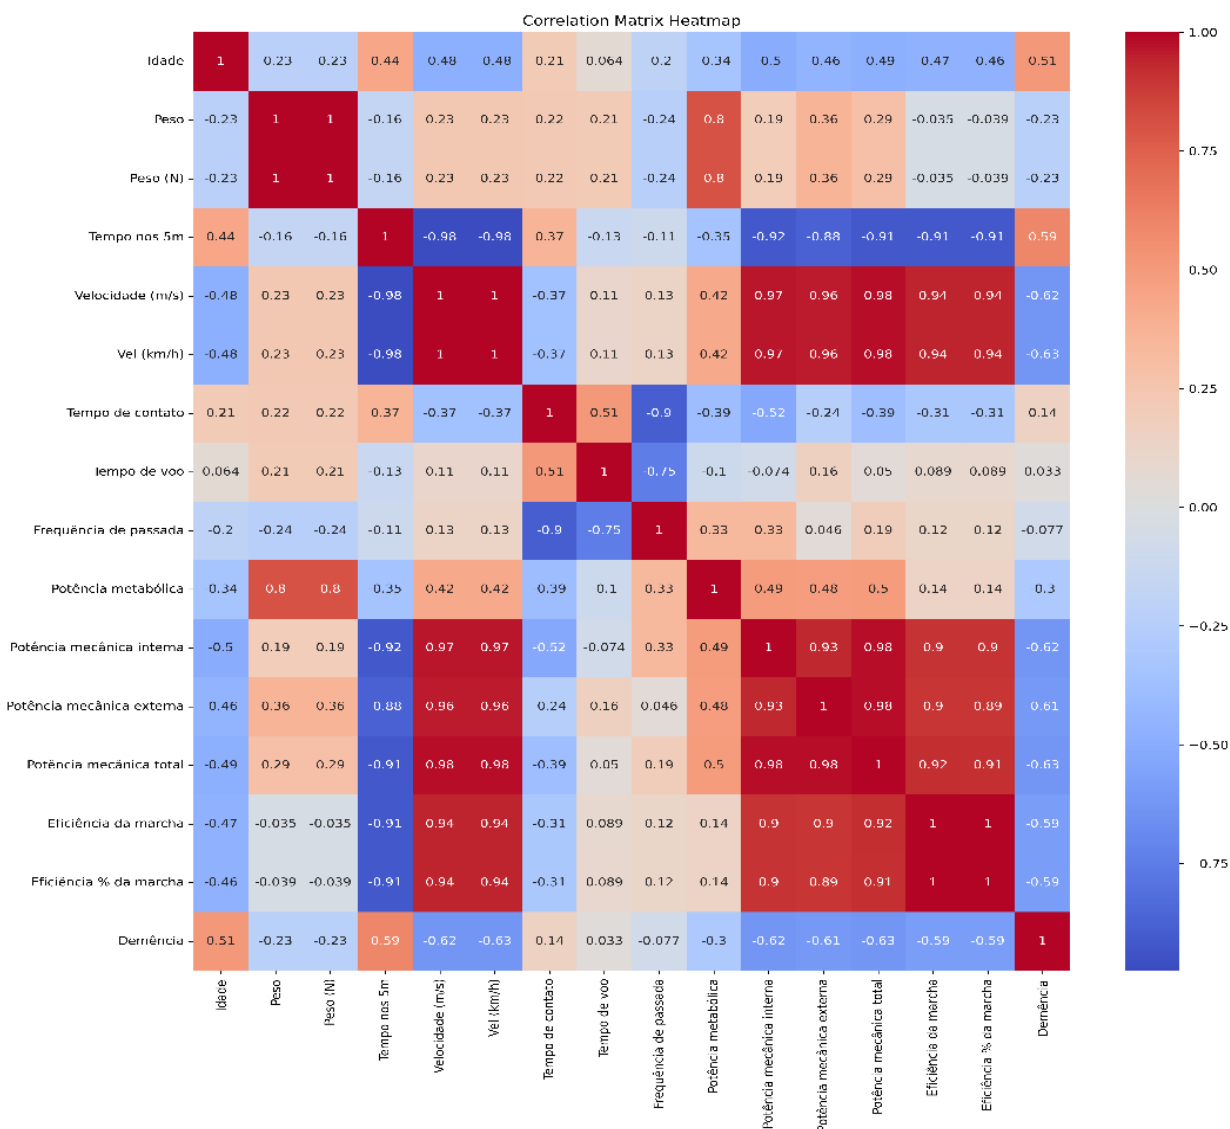 Correlation Matrix Heatmap
Idade 1 0.23 0.23 0.44 0.48 0.48 0.21 0.064 0.2 0.34 0.5 0.46 0.49 0.47 0.46 0.51
Peso -0.23 1 1 -0.16 0.23 0.23 0.22 0.21 -0.24 0.8 0.19 0.36 0.29 -0.035 -0.039 -0.23
Peso (N) -0.23 1 1 -0.16 0.23 0.23 0.22 0.21 -0.24 0.8 0.19 0.36 0.29 -0.035 -0.039 -0.23
Tempo nos 5m 0.44 -0.16 -0.16 1 -0.98 -0.98 0.37 -0.13 -0.11 -0.35 -0.92 -0.88 -0.91 -0.91 -0.91 0.59
Velocidade (m/s) -0.48 0.23 0.23 -0.98 1 1 -0.37 0.11 0.13 0.42 0.97 0.96 0.98 0.94 0.94 -0.62
Vel (km/h) -0.48 0.23 0.23 -0.98 1 1 -0.37 0.11 0.13 0.42 0.97 0.96 0.98 0.94 0.94 -0.63
Tempo de contato 0.21 0.22 0.22 0.37 -0.37 -0.37 1 0.51 -0.9 -0.39 -0.52 -0.24 -0.39 -0.31 -0.31 0.14
Tempo de voo 0.064 0.21 0.21 -0.13 0.11 0.11 0.51 1 -0.75 -0.1 -0.074 0.16 0.05 0.089 0.089 0.033
Frequência de passada -0.2 -0.24 -0.24 -0.11 0.13 0.13 -0.9 -0.75 1 0.33 0.33 0.046 0.19 0.12 0.12 -0.077
Potência metabólica 0.34 0.8 0.8 0.35 0.42 0.42 0.39 0.1 0.33 1 0.49 0.48 0.5 0.14 0.14 0.3
Potência mecânica interna -0.5 0.19 0.19 -0.92 0.97 0.97 -0.52 -0.074 0.33 0.49 1 0.93 0.98 0.9 0.9 -0.62
Potência mecânica externa 0.46 0.36 0.36 0.88 0.96 0.96 0.24 0.16 0.046 0.48 0.93 1 0.98 0.9 0.89 -0.61
Potência mecânica total -0.49 0.29 0.29 -0.91 0.98 0.98 -0.39 0.05 0.19 0.5 0.98 0.98 1 0.92 0.91 -0.63
Eficiência da marcha -0.47 -0.035 -0.035 -0.91 0.94 0.94 -0.31 0.089 0.12 0.14 0.9 0.9 0.92 1 1 -0.59
Eficiência % da marcha -0.46 -0.039 -0.039 -0.91 0.94 0.94 -0.31 0.089 0.12 0.14 0.9 0.89 0.91 1 1 -0.59
Demência 0.51 -0.23 -0.23 0.59 -0.62 -0.63 0.14 0.033 -0.077 -0.3 -0.62 -0.61 -0.63 -0.59 -0.59 1
Idade
Peso
Peso (N)
Tempo nos 5m
Velocidade (m/s)
Vel (km/h)
Tempo de contato
Tempo de voo
Frequência de passada
Potência metabólica
Potência mecânica interna
Potência mecânica externa
Potência mecânica total
Eficiência da marcha
Eficiência % da marcha
Demência
1.00
0.75
0.50
0.25
0.00
−0.25
−0.50
0.75